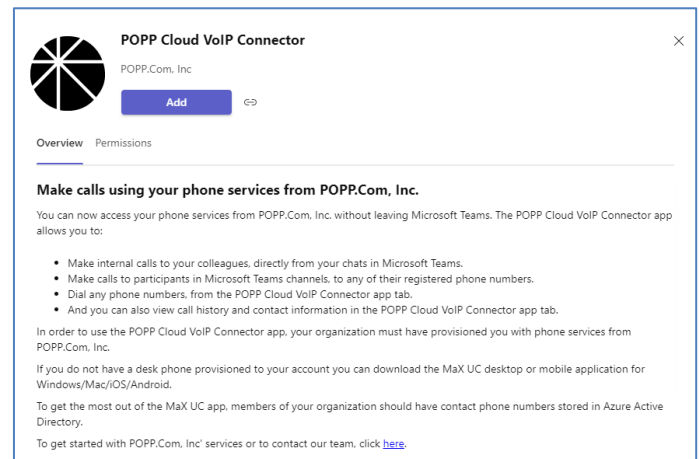 POPP Cloud VoIP Connector
POPP.Com, Inc
Add
Overview Permissions
Make calls using your phone services from POPP.Com, Inc.
You can now access your phone services from POPP.Com, Inc. without leaving Microsoft Teams. The POPP Cloud VoIP Connector app
allows you to:
• Make internal calls to your colleagues, directly from your chats in Microsoft Teams.
• Make calls to participants in Microsoft Teams channels, to any of their registered phone numbers.
• Dial any phone numbers, from the POPP Cloud VoIP Connector app tab.
• And you can also view call history and contact information in the POPP Cloud VoIP Connector app tab.
In order to use the POPP Cloud VoIP Connector app, your organization must have provisioned you with phone services from
POPP.Com, Inc.
If you do not have a desk phone provisioned to your account you can download the MaX UC desktop or mobile application for
Windows/Mac/iOS/Android.
To get the most out of the MaX UC app, members of your organization should have contact phone numbers stored in Azure Active
Directory.
To get started with POPP.Com, Inc' services or to contact our team, click here.